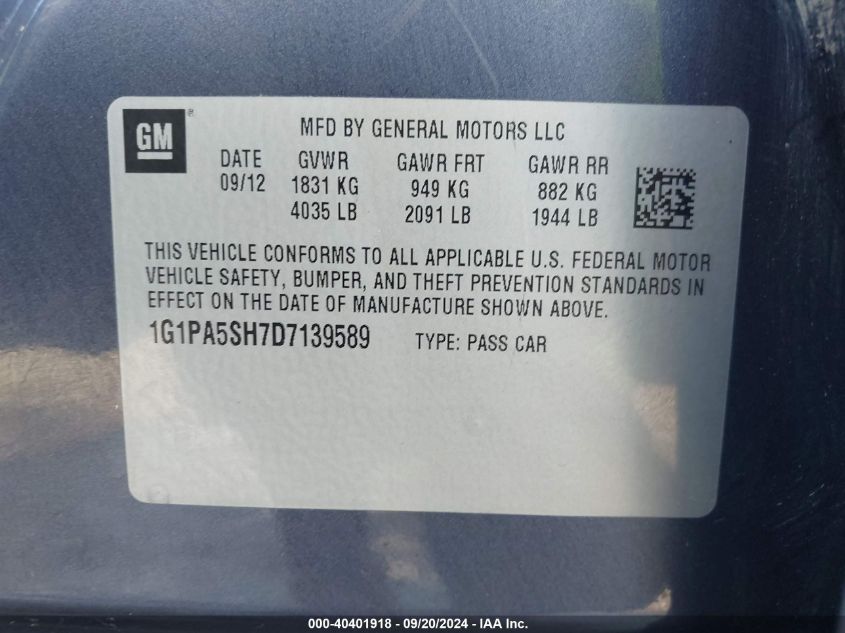 GM
®
MFD BY GENERAL MOTORS LLC
DATE GVWR GAWR FRT GAWR RR
09/12 1831 KG 949 KG 882 KG
4035 LB 2091 LB 1944 LB
THIS VEHICLE CONFORMS TO ALL APPLICABLE U.S. FEDERAL MOTOR
VEHICLE SAFETY, BUMPER, AND THEFT PREVENTION STANDARDS IN
EFFECT ON THE DATE OF MANUFACTURE SHOWN ABOVE.
1G1PA5SH7D7139589 TYPE: PASS CAR
000-40401918 - 09/20/2024 - IAA Inc.